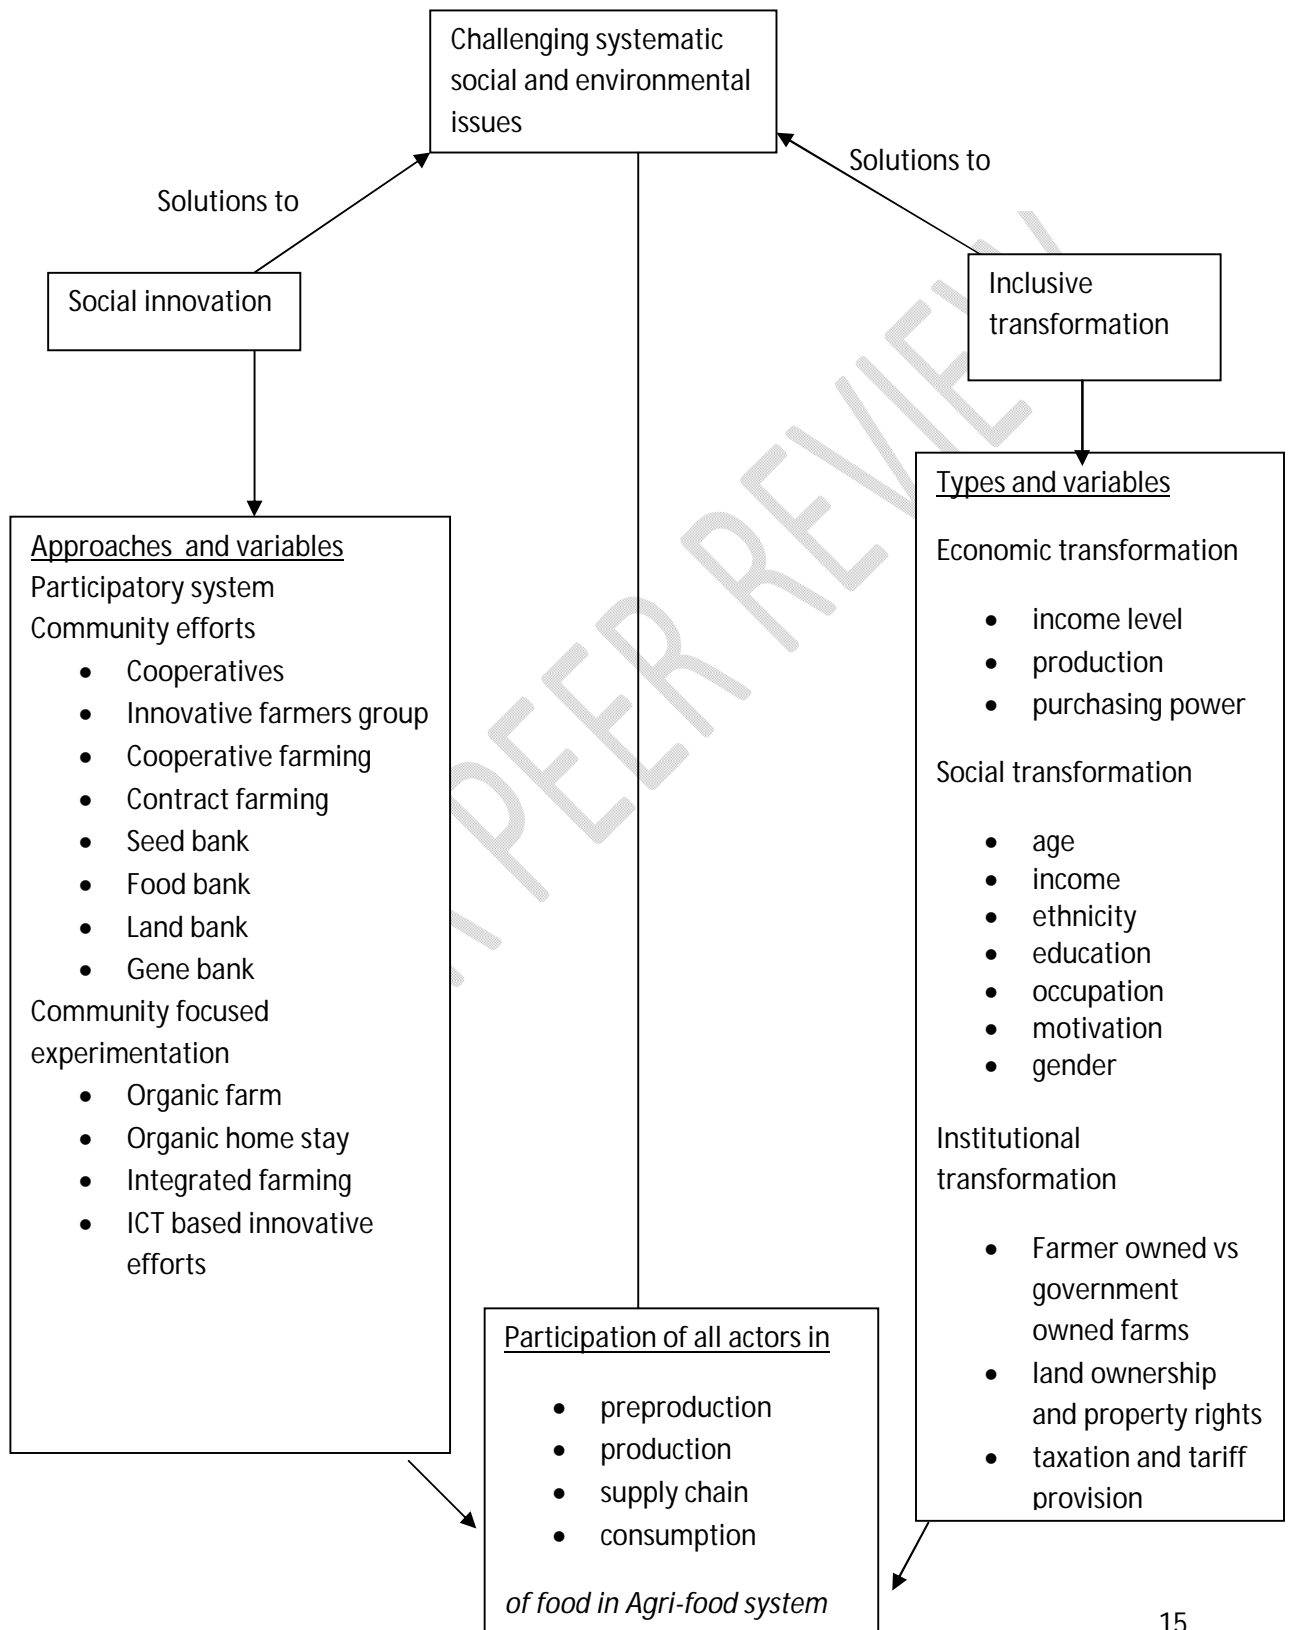 Challenging systematic
social and environmental
issues
Solutions to
Solutions to
Social innovation
Inclusive
transformation
Approaches and variables
Participatory system
Community efforts
• Cooperatives
• Innovative farmers group
• Cooperative farming
• Contract farming
• Seed bank
• Food bank
• Land bank
• Gene bank
Community focused
experimentation
• Organic farm
• Organic home stay
• Integrated farming
• ICT based innovative
efforts
Types and variables
Economic transformation
• income level
• production
• purchasing power
Social transformation
• age
• income
• ethnicity
• education
• occupation
• motivation
• gender
Institutional
transformation
• Farmer owned vs
government
owned farms
• land ownership
and property rights
• taxation and tariff
provision
Participation of all actors in
• preproduction
• production
• supply chain
• consumption
of food in Agri-food system
15
PEER REVIEW